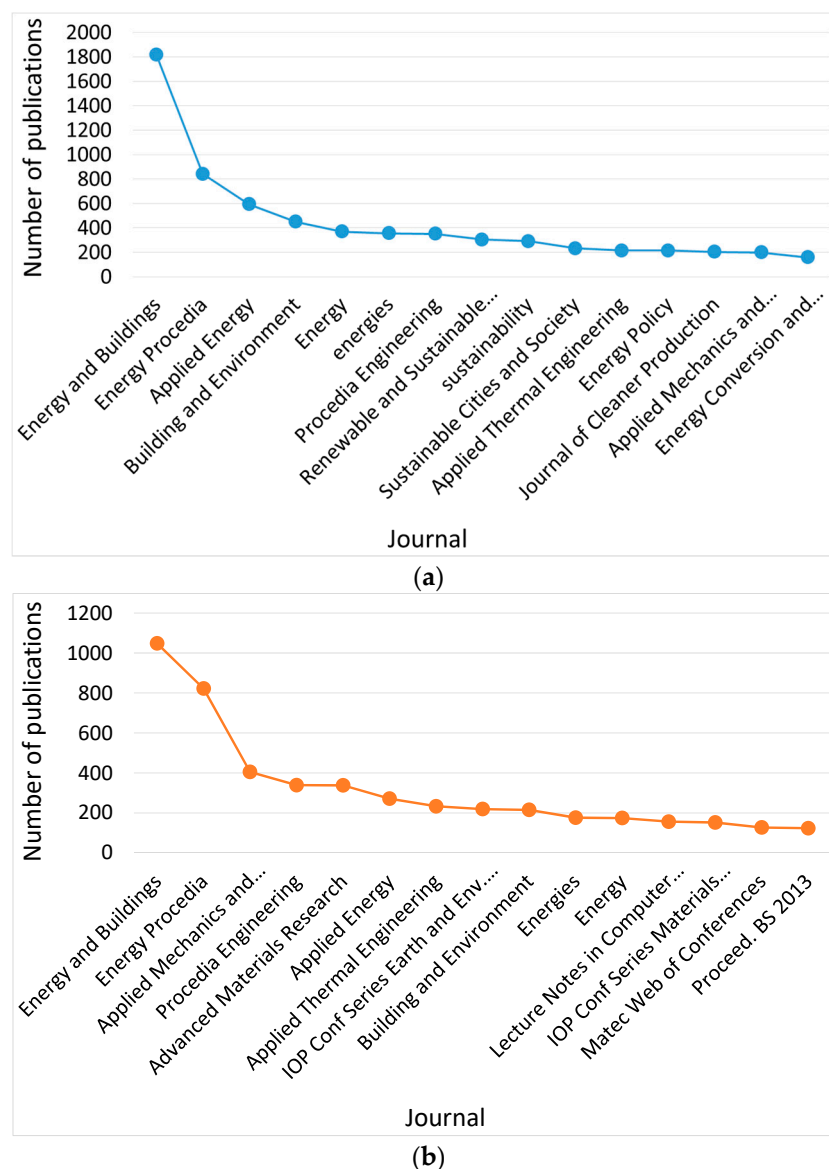 Number of publications
2000
1800
1600
1400
1200
1000
800
600
400
200
0
Energy and Buildings
Energy Procedia
Applied Energy
Building and Environment
Energy
energies
Procedia Engineering
Renewable and Sustainable...
sustainability
Sustainable Cities and Society
Applied Thermal Engineering
Energy Policy
Journal of Cleaner Production
Applied Mechanics and...
Energy Conversion and...
Journal
(a)
Number of publications
1200
1000
800
600
400
200
0
Energy and Buildings
Energy Procedia
Applied Mechanics and...
Procedia Engineering
Advanced Materials Research
Applied Energy
Applied Thermal Engineering
IOP Conf Series Earth and Env....
Building and Environment
Energies
Energy
Lecture Notes in Computer...
IOP Conf Series Materials...
Matec Web of Conferences
Proceed. BS 2013
Journal
(b)